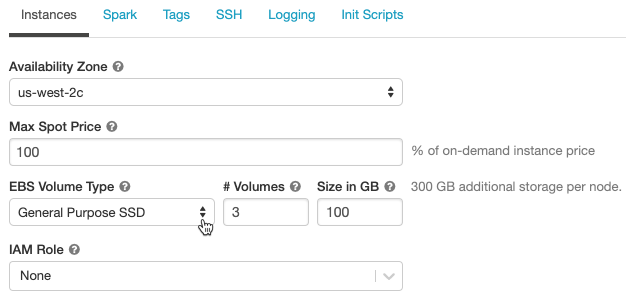 Instances Spark Tags SSH Logging Init Scripts
Availability Zone ?
us-west-2c
Max Spot Price ?
100 % of on-demand instance price
EBS Volume Type ? # Volumes ? Size in GB ? 300 GB additional storage per node.
General Purpose SSD 3 100
IAM Role ?
None